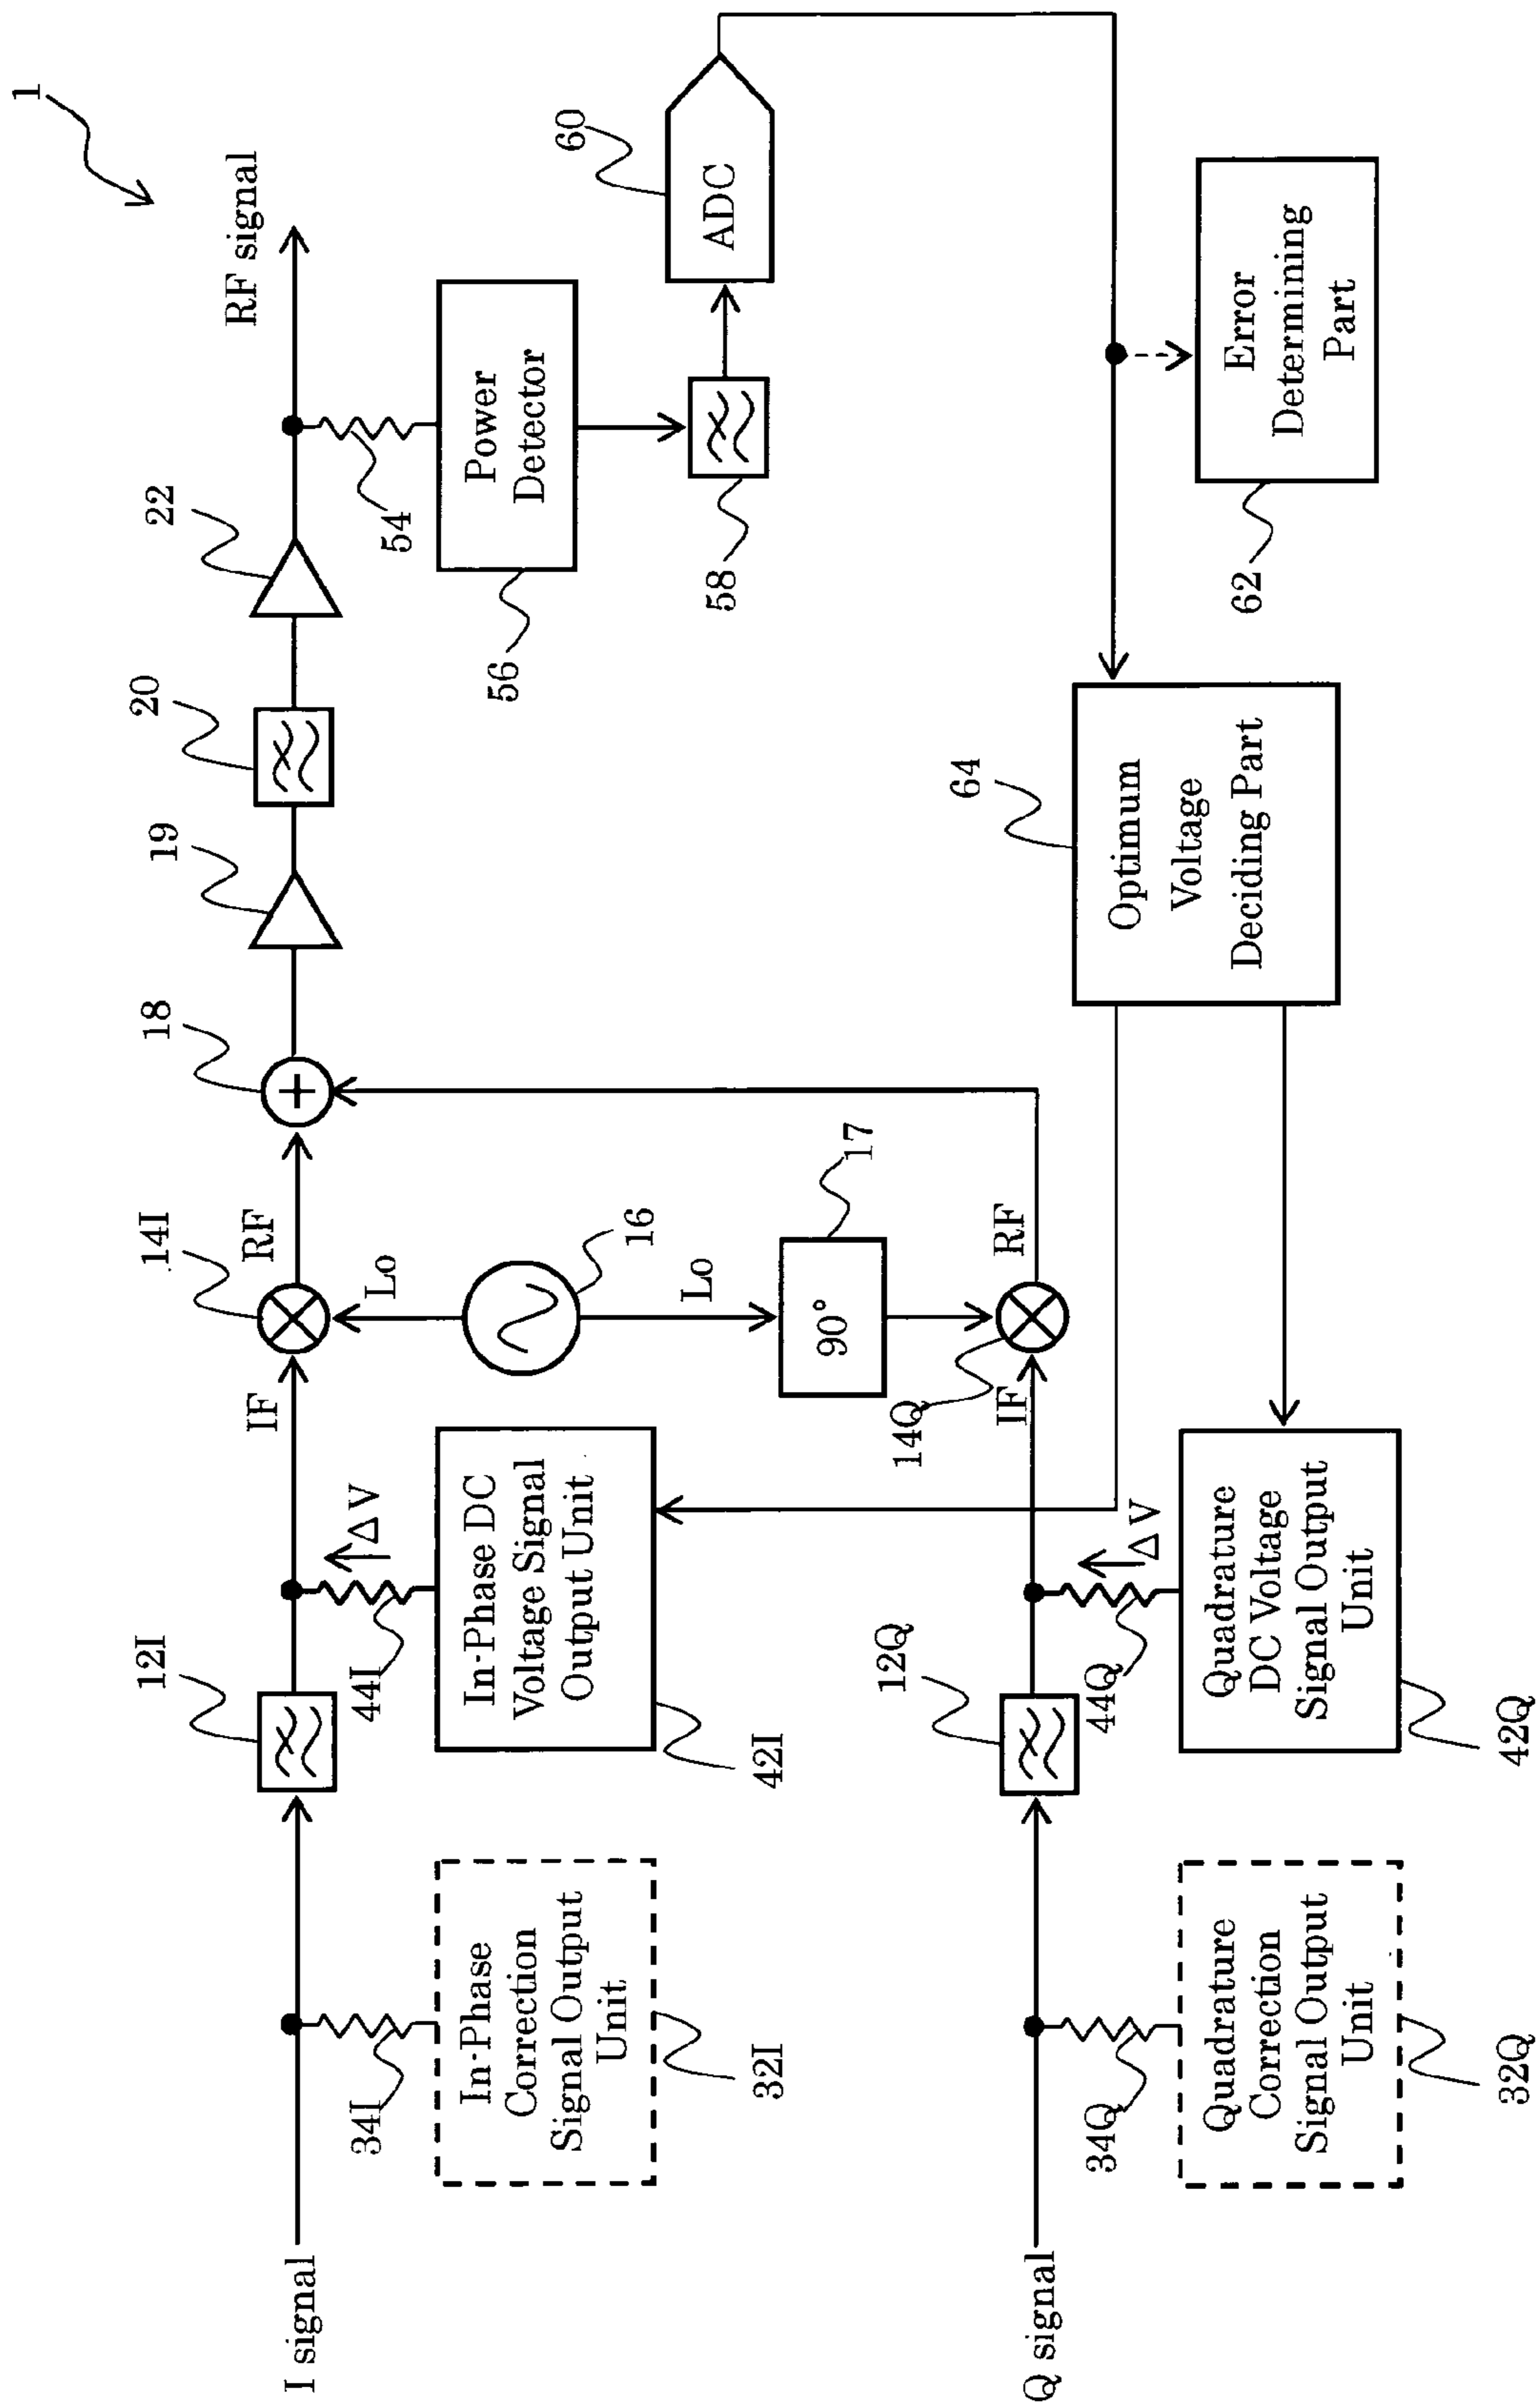 1
RF signal
22
20
19
18
14I
RF
IF
Lo
16
Lo
17
90°
RF
14Q
IF
12I
ΔV
44I
In-Phase DC
Voltage Signal
Output Unit
42I
34I
In-Phase
Correction
Signal Output
Unit
32I
I signal
54
Power
Detector
56
58
60
ADC
Error
Determining
Part
62
64
Optimum
Voltage
Deciding Part
12Q
ΔV
44Q
Quadrature
DC Voltage
Signal Output
Unit
42Q
34Q
Quadrature
Correction
Signal Output
Unit
32Q
Q signal